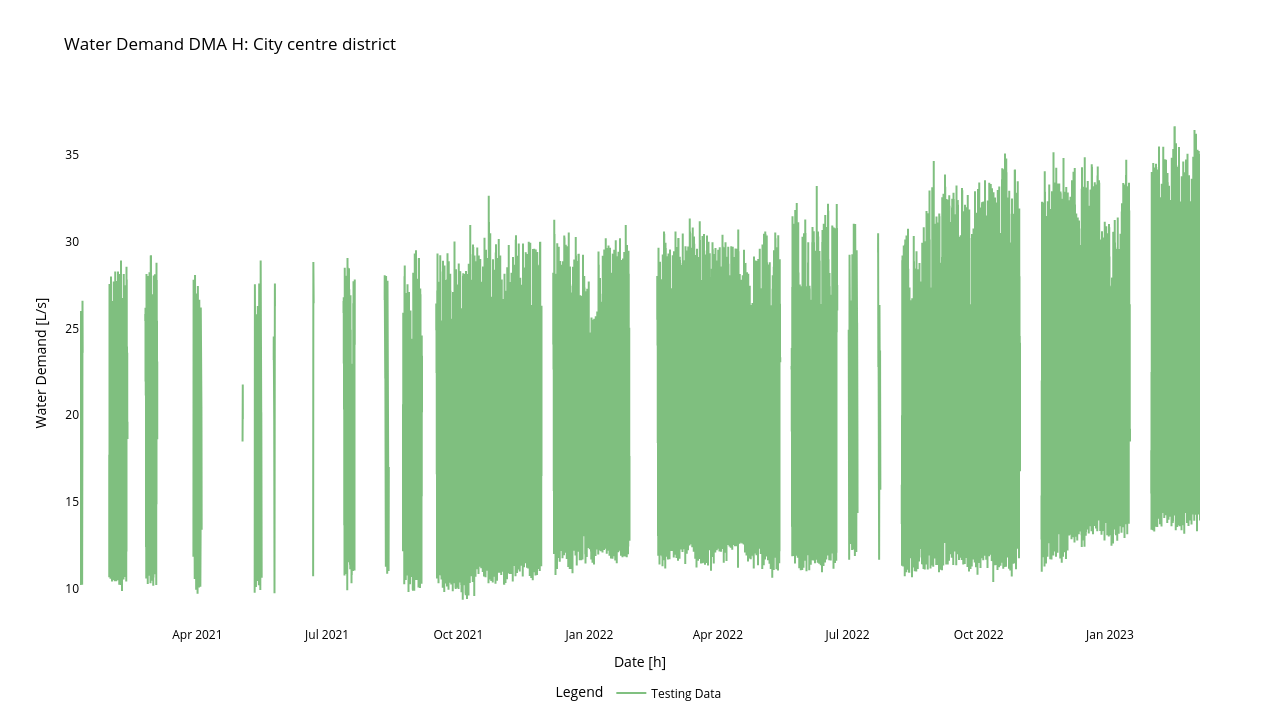 Water Demand DMA H: City centre district
35
30
25
20
15
10
Water Demand [L/s]
Apr 2021
Jul 2021
Oct 2021
Jan 2022
Apr 2022
Jul 2022
Oct 2022
Jan 2023
Date [h]
Legend
Testing Data